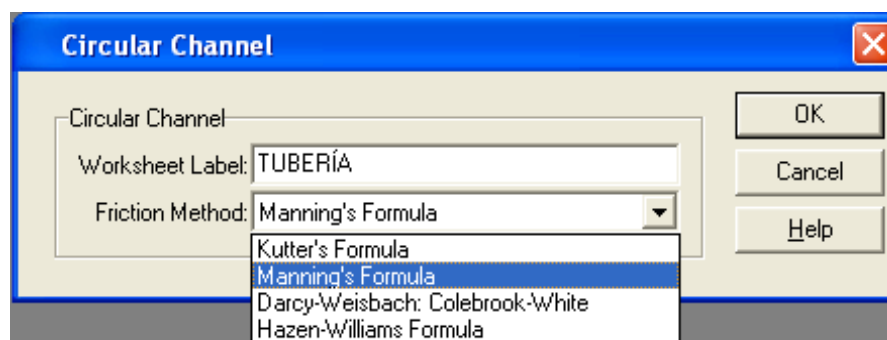 Circular Channel
Circular Channel
Worksheet Label: TUBERÍA
Friction Method: Manning's Formula
Kutter's Formula
Manning's Formula
Darcy-Weisbach: Colebrook-White
Hazen-Williams Formula
OK
Cancel
Help